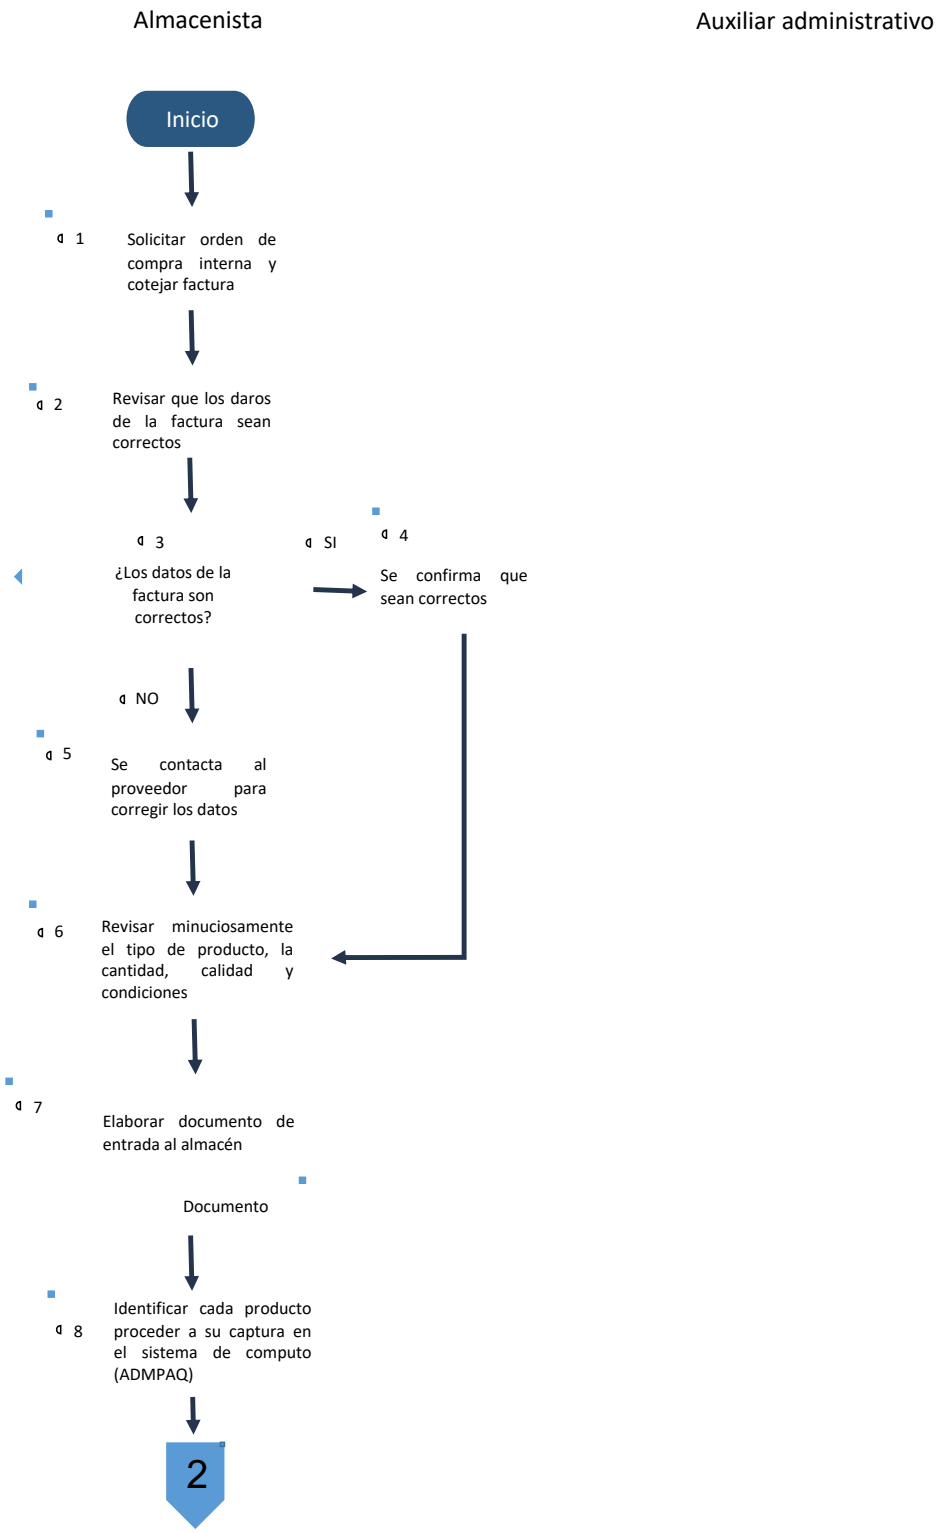 Almacenista
Auxiliar administrativo
Inicio
1
Solicitar orden de
compra interna y
cotejar factura
2
Revisar que los daros
de la factura sean
correctos
3
SI
4
¿Los datos de la
factura son
correctos?
Se confirma que
sean correctos
NO
5
Se contacta al
proveedor para
corregir los datos
6
Revisar minuciosamente
el tipo de producto, la
cantidad, calidad y
condiciones
7
Elaborar documento de
entrada al almacén
Documento
8
Identificar cada producto
proceder a su captura en
el sistema de computo
(ADMPAQ)
2